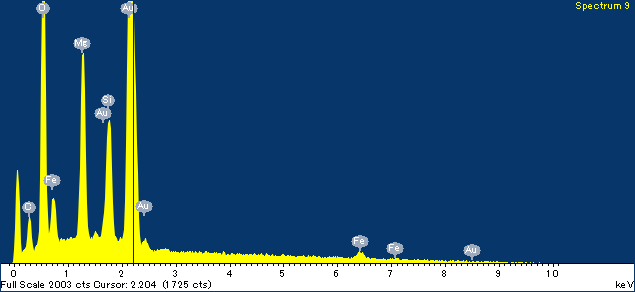 Spectrum 9
O Au
Mg
Si
Au
Fe
C Au
Fe Fe Au
0 1 2 3 4 5 6 7 8 9 10
Full Scale 2003 cts Cursor: 2.204 (1725 cts) keV